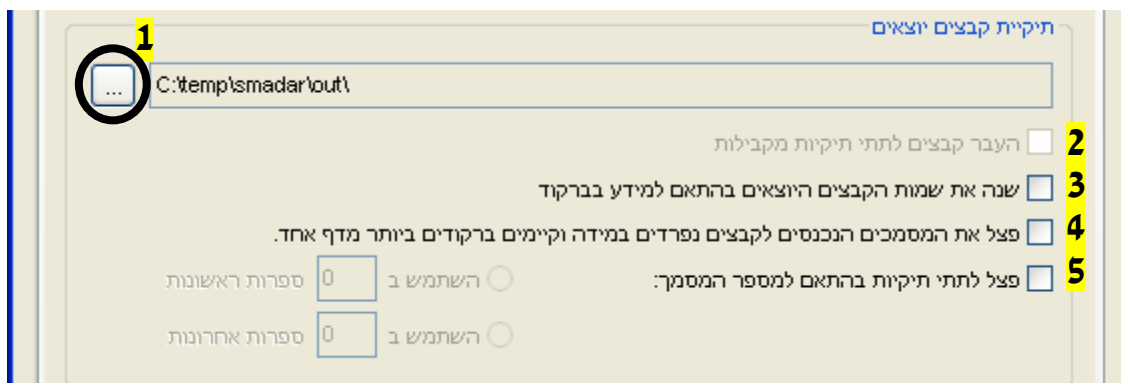 תיקיית קבצים יוצאים
1
... C:\temp\smadar\out\
העבר קבצים לתתי תיקיות מקבילות 2
שנה את שמות הקבצים היוצאים בהתאם למידע בברקוד 3
פצל את המסמכים הנכנסים לקבצים נפרדים במידה וקיימים ברקודים ביותר מדף אחד. 4
פצל לתתי תיקיות בהתאם למספר המסמך: השתמש ב 0 ספרות ראשונות 5
השתמש ב 0 ספרות אחרונות